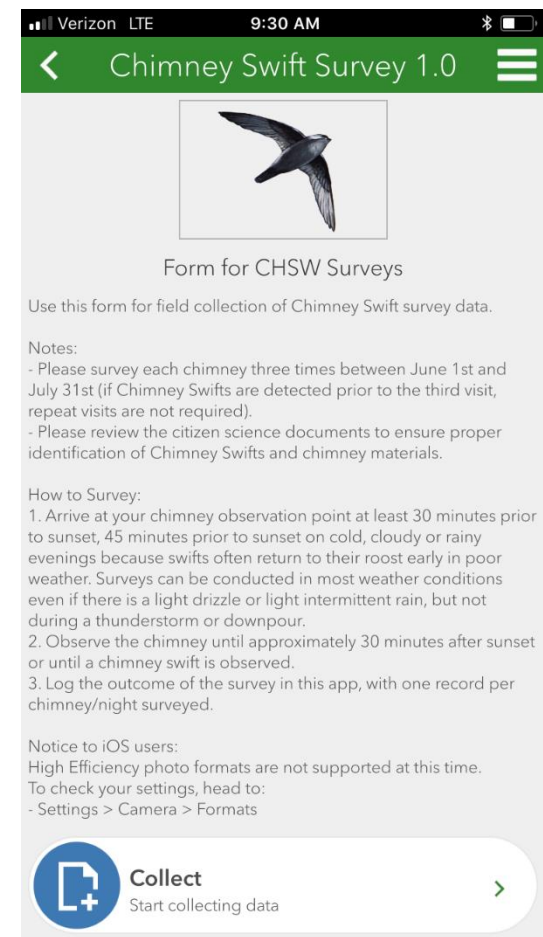 Verizon LTE 9:30 AM
Chimney Swift Survey 1.0
Form for CHSW Surveys
Use this form for field collection of Chimney Swift survey data.
Notes:
- Please survey each chimney three times between June 1st and
July 31st (if Chimney Swifts are detected prior to the third visit,
repeat visits are not required).
- Please review the citizen science documents to ensure proper
identification of Chimney Swifts and chimney materials.
How to Survey:
1. Arrive at your chimney observation point at least 30 minutes prior
to sunset, 45 minutes prior to sunset on cold, cloudy or rainy
evenings because swifts often return to their roost early in poor
weather. Surveys can be conducted in most weather conditions
even if there is a light drizzle or light intermittent rain, but not
during a thunderstorm or downpour.
2. Observe the chimney until approximately 30 minutes after sunset
or until a chimney swift is observed.
3. Log the outcome of the survey in this app, with one record per
chimney/night surveyed.
Notice to iOS users:
High Efficiency photo formats are not supported at this time.
To check your settings, head to:
- Settings > Camera > Formats
Collect
Start collecting data